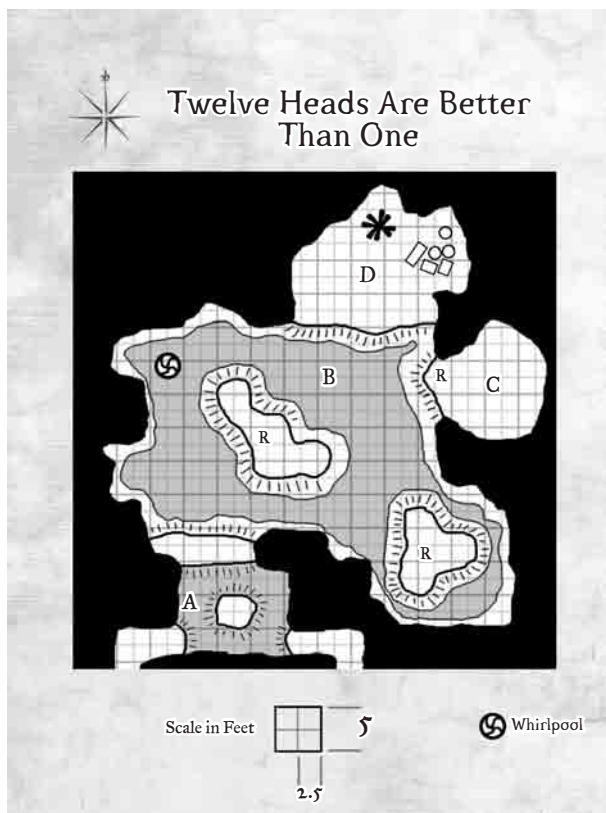 Twelve Heads Are Better
Than One
D
B
R
C
R
R
A
Scale in Feet
5
Whirlpool
2.5